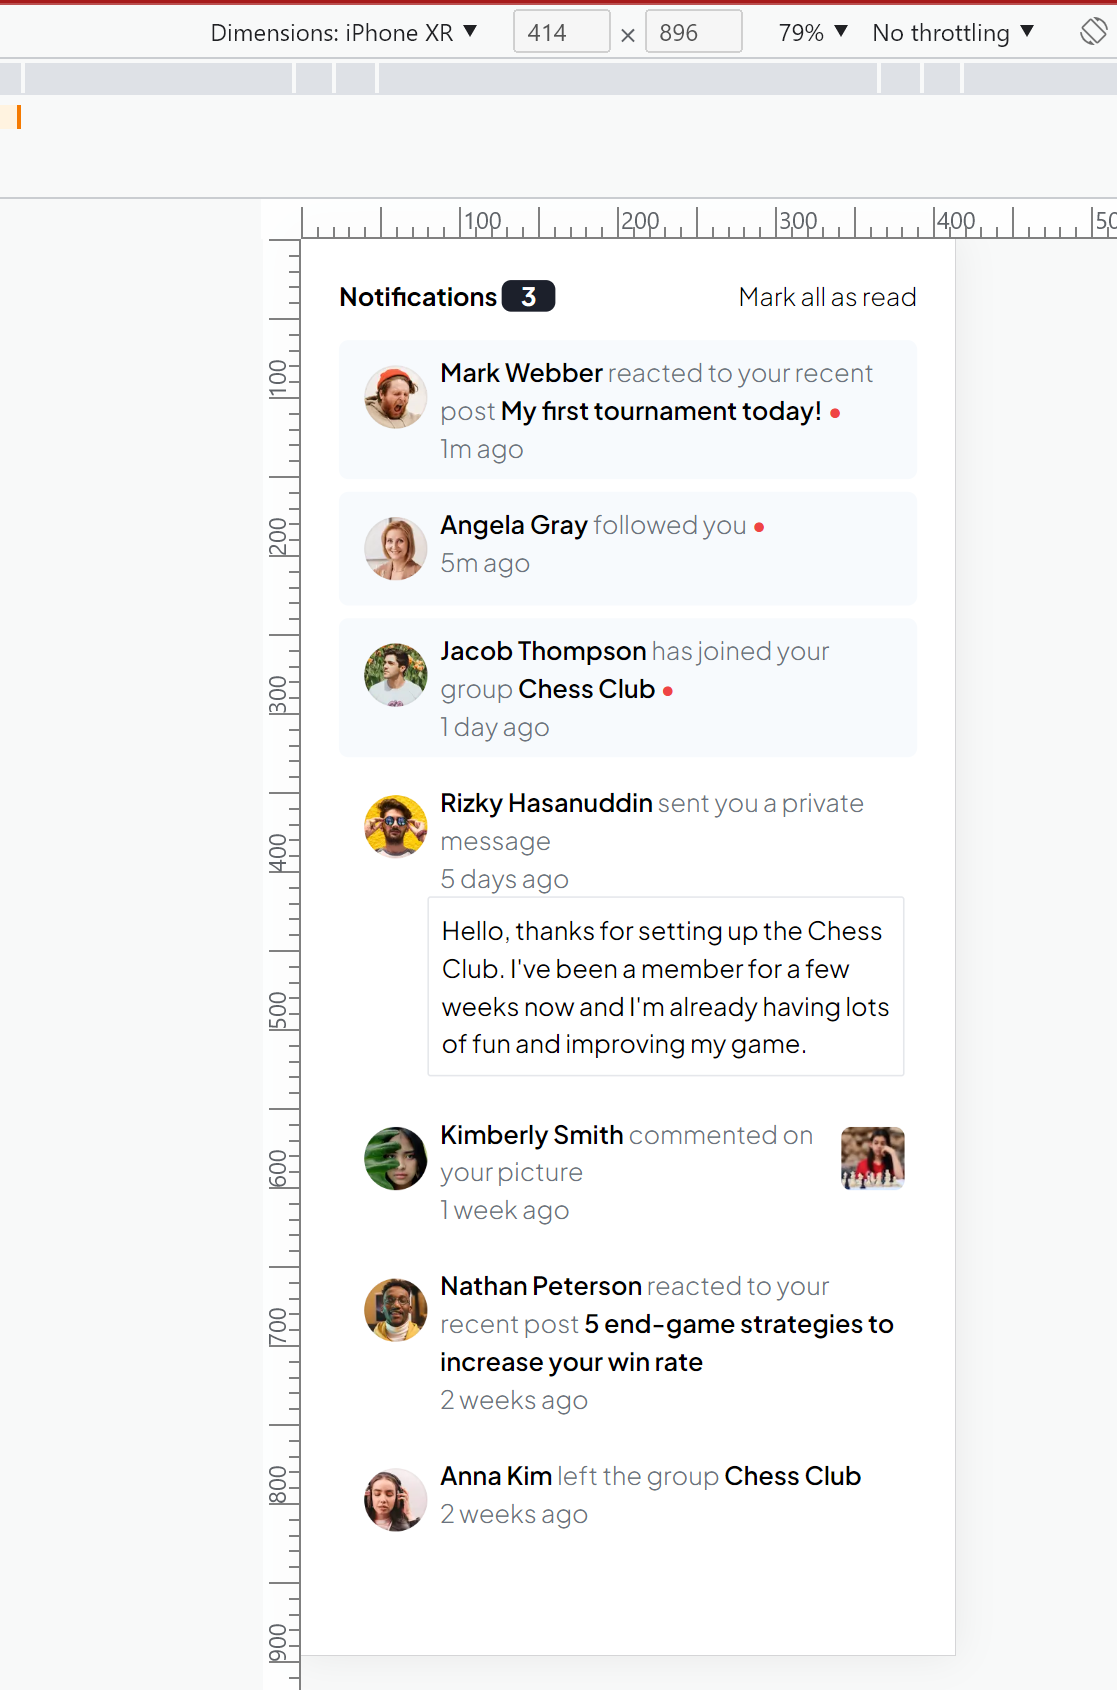 Dimensions: iPhone XR ▼ 414 × 896 79% ▼ No throttling ▼
100 200 300 400 50
Notifications 3 Mark all as read
Mark Webber reacted to your recent
post My first tournament today!
1m ago
Angela Gray followed you
5m ago
Jacob Thompson has joined your
group Chess Club
1 day ago
Rizky Hasanuddin sent you a private
message
5 days ago
Hello, thanks for setting up the Chess
Club. I've been a member for a few
weeks now and I'm already having lots
of fun and improving my game.
Kimberly Smith commented on
your picture
1 week ago
Nathan Peterson reacted to your
recent post 5 end-game strategies to
increase your win rate
2 weeks ago
Anna Kim left the group Chess Club
2 weeks ago
100
200
300
400
500
600
700
800
900